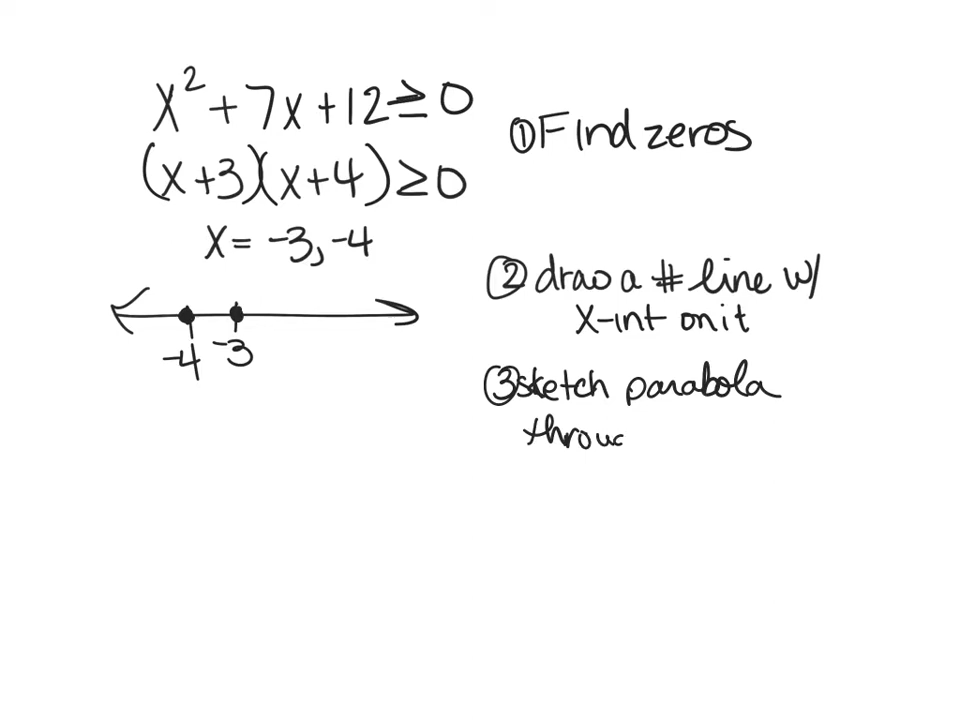 x² + 7x + 12 ≥ 0
(x+3)(x+4) ≥ 0
x = -3, -4
-4 -3
① Find zeros
② draw a # line w/
x-int on it
③ sketch parabola
throuc